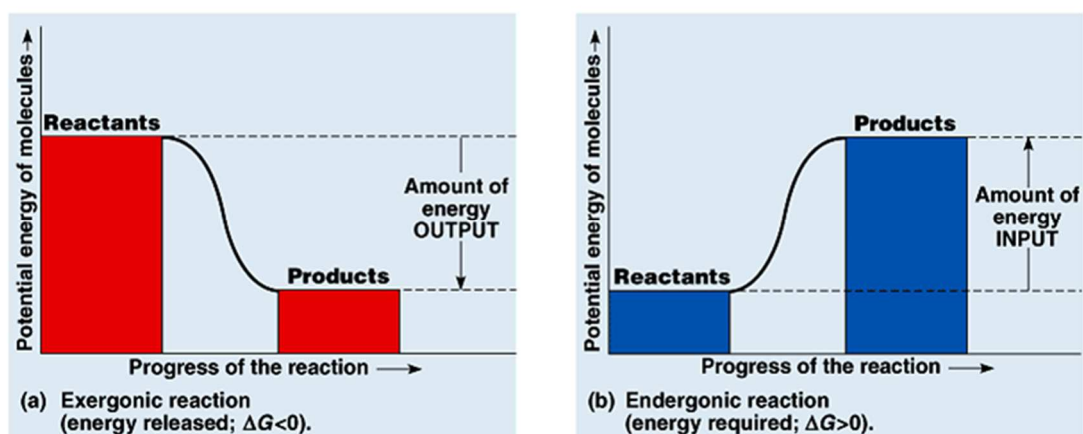 Potential energy of molecules
Reactants
Amount of
energy
OUTPUT
Products
Progress of the reaction
(a) Exergonic reaction
(energy released; ΔG<0).
Potential energy of molecules
Products
Amount of
energy
INPUT
Reactants
Progress of the reaction
(b) Endergonic reaction
(energy required; ΔG>0).